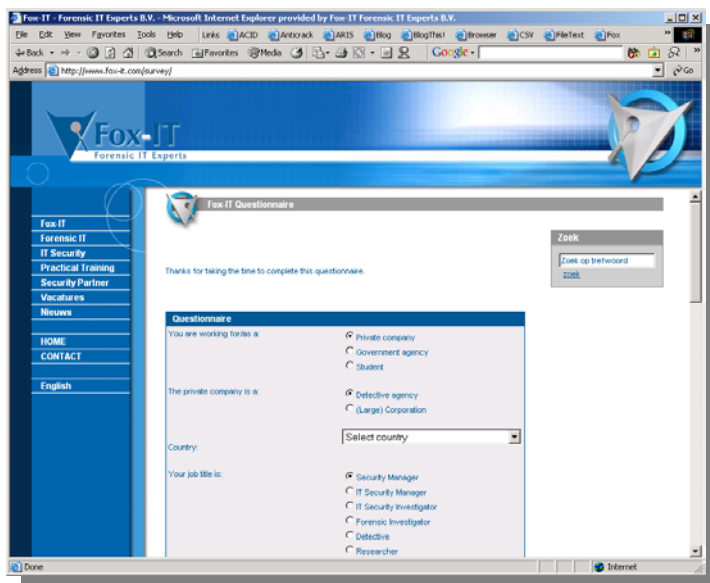 Fox-IT - Forensic IT Experts B.V. - Microsoft Internet Explorer provided by Fox-IT Forensic IT Experts B.V.
File Edit View Favorites Tools Help Links ACID Anticrack ARIS Blog BlogThis! Browser CSV FileText Fox »
Back Search Favorites Media Google »
Address http://www.fox-it.com/survey/ Go
Fox-IT
Forensic IT Experts
Fox-IT Questionnaire
Fox-IT
Forensic IT
IT Security
Practical Training
Security Partner
Vacatures
Nieuws
HOME
CONTACT
English
Zoek
Zoek op trefwoord
zoek
Thanks for taking the time to complete this questionnaire.
Questionnaire
You are working for/as a: Private company
Government agency
Student
The private company is a: Detective agency
(Large) Corporation
Select country
Country:
Your job title is: Security Manager
IT Security Manager
IT Security Investigator
Forensic Investigator
Detective
Researcher
Done Internet